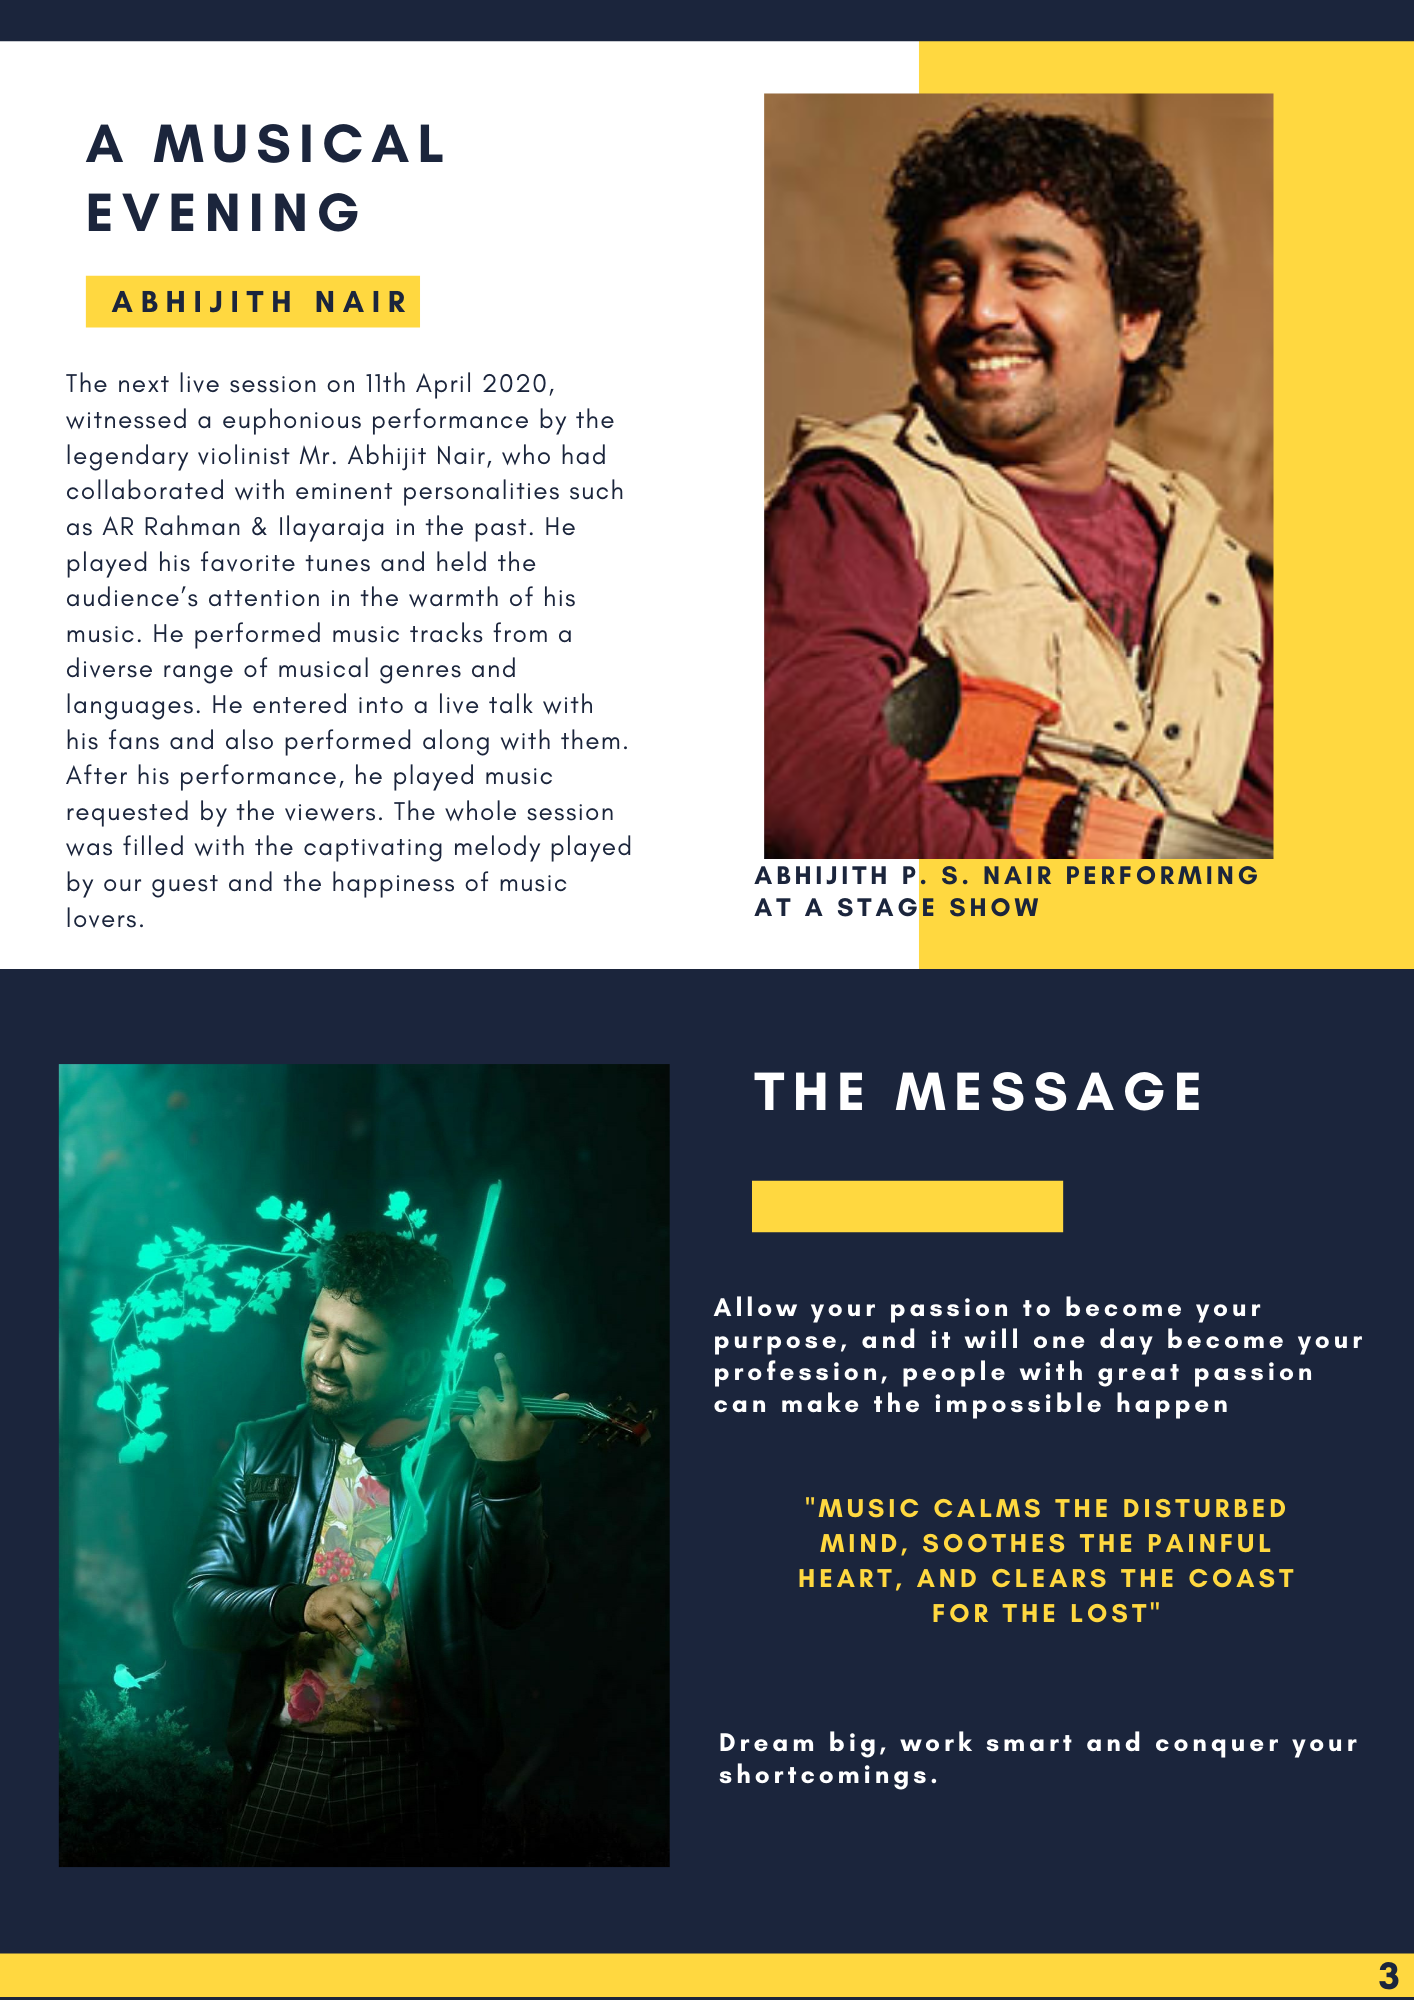 A MUSICAL
EVENING
ABHIJITH NAIR
The next live session on 11th April 2020,
witnessed a euphonious performance by the
legendary violinist Mr. Abhijit Nair, who had
collaborated with eminent personalities such
as AR Rahman & Ilayaraja in the past. He
played his favorite tunes and held the
audience’s attention in the warmth of his
music. He performed music tracks from a
diverse range of musical genres and
languages. He entered into a live talk with
his fans and also performed along with them.
After his performance, he played music
requested by the viewers. The whole session
was filled with the captivating melody played
by our guest and the happiness of music
lovers.
ABHIJITH P. S. NAIR PERFORMING
AT A STAGE SHOW
THE MESSAGE
Allow your passion to become your
purpose, and it will one day become your
profession, people with great passion
can make the impossible happen
"MUSIC CALMS THE DISTURBED
MIND, SOOTHES THE PAINFUL
HEART, AND CLEARS THE COAST
FOR THE LOST"
Dream big, work smart and conquer your
shortcomings.
3